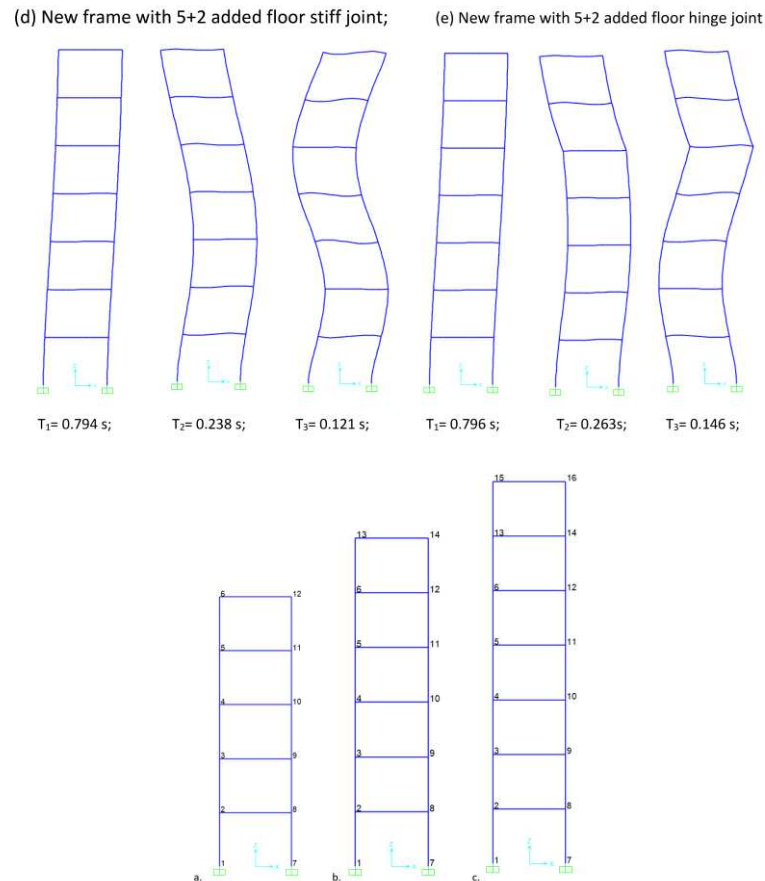 (d) New frame with 5+2 added floor stiff joint; (e) New frame with 5+2 added floor hinge joint
T₁= 0.794 s; T₂= 0.238 s; T₃= 0.121 s; T₁= 0.796 s; T₂= 0.263s; T₃= 0.146 s;
15 16
13 14 13 14
6 12 6 12 6 12
5 11 5 11 5 11
4 10 4 10 4 10
3 9 3 9 3 9
2 8 2 8 2 8
1 7 1 7 1 7
a. b. c.